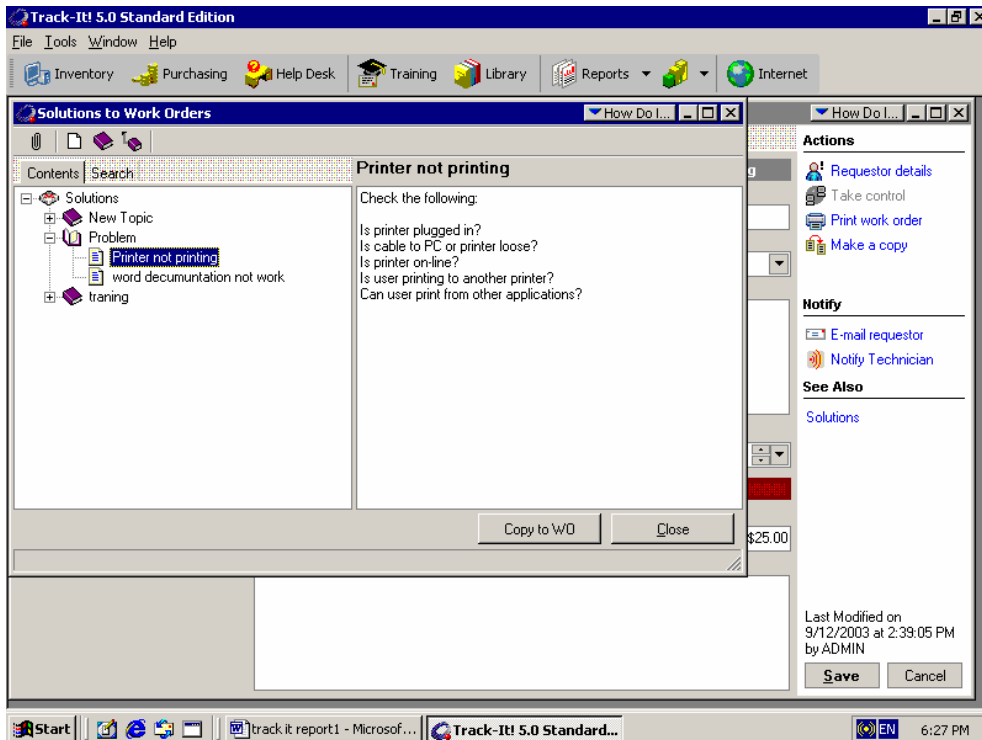 Track-It! 5.0 Standard Edition
File Tools Window Help
Inventory Purchasing Help Desk Training Library Reports Internet
Solutions to Work Orders How Do I...
How Do I...
Contents Search
Solutions
New Topic
Problem
Printer not printing
word decumuntation not work
traning
Printer not printing
Check the following:
Is printer plugged in?
Is cable to PC or printer loose?
Is printer on-line?
Is user printing to another printer?
Can user print from other applications?
Copy to WO Close
g
$25.00
Actions
Requestor details
Take control
Print work order
Make a copy
Notify
E-mail requestor
Notify Technician
See Also
Solutions
Last Modified on
9/12/2003 at 2:39:05 PM
by ADMIN
Save Cancel
Start track it report1 - Microsof... Track-It! 5.0 Standard... EN 6:27 PM